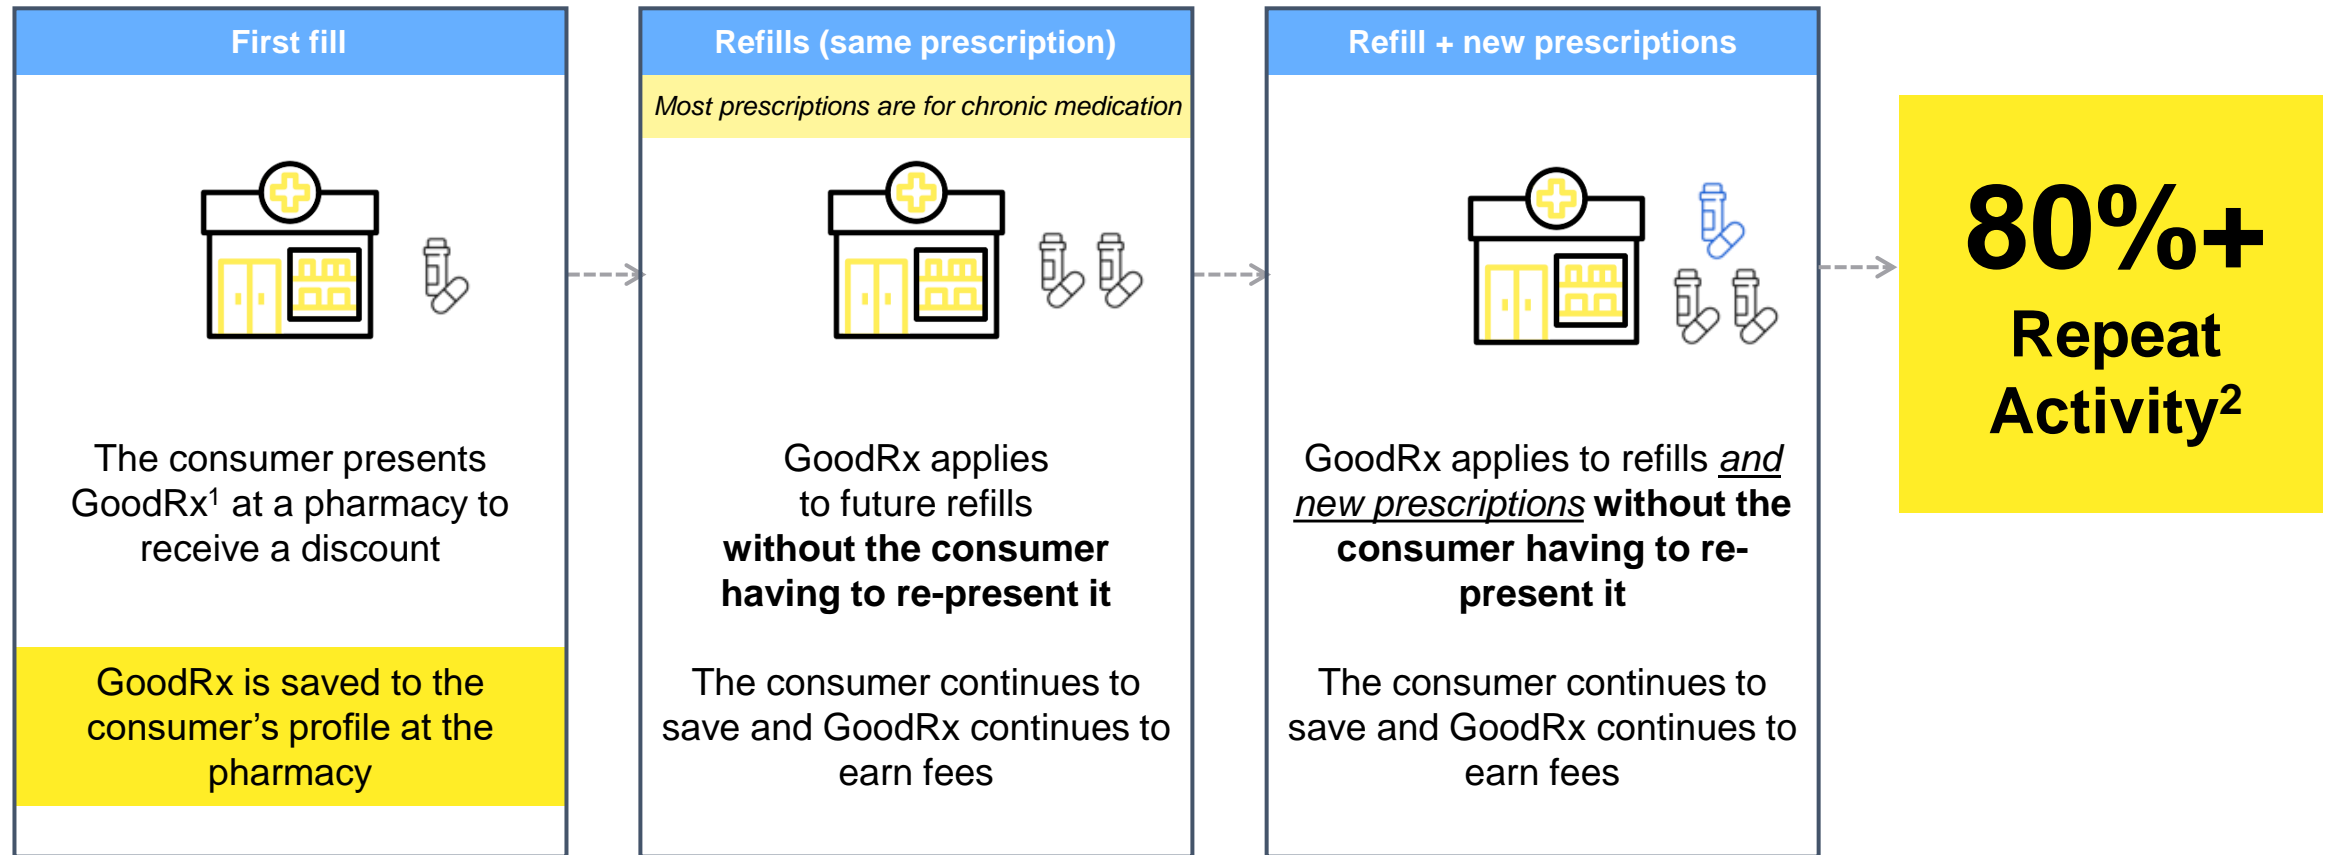 First fill
The consumer presents
GoodRx¹ at a pharmacy to
receive a discount
GoodRx is saved to the
consumer’s profile at the
pharmacy
Refills (same prescription)
Most prescriptions are for chronic medication
GoodRx applies
to future refills
without the consumer
having to re-present it
The consumer continues to
save and GoodRx continues to
earn fees
Refill + new prescriptions
GoodRx applies to refills and
new prescriptions without the
consumer having to re-
present it
The consumer continues to
save and GoodRx continues to
earn fees
80%+
Repeat
Activity²